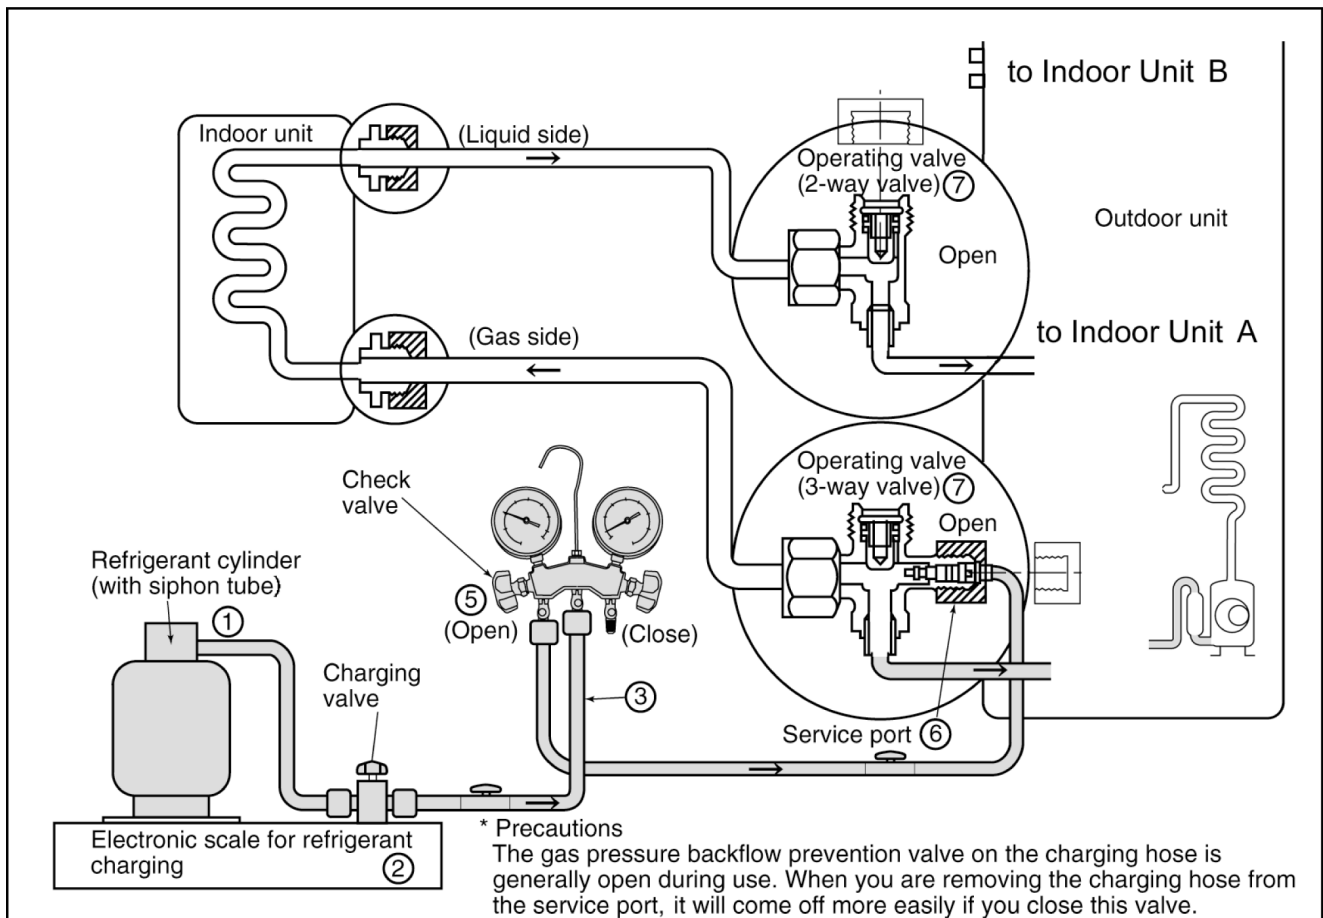 to Indoor Unit B
Indoor unit
(Liquid side)
Operating valve
(2-way valve) ⑦
Outdoor unit
Open
(Gas side)
to Indoor Unit A
Operating valve
(3-way valve) ⑦
Open
Check
valve
Refrigerant cylinder
(with siphon tube)
①
⑤
(Open)
(Close)
Charging
valve
③
Service port ⑥
Electronic scale for refrigerant
charging
②
* Precautions
The gas pressure backflow prevention valve on the charging hose is
generally open during use. When you are removing the charging hose from
the service port, it will come off more easily if you close this valve.